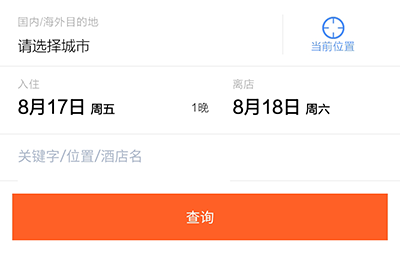 国内/海外目的地
请选择城市
当前位置
入住
离店
8月17日 周五
1晚
8月18日 周六
关键字/位置/酒店名
查询